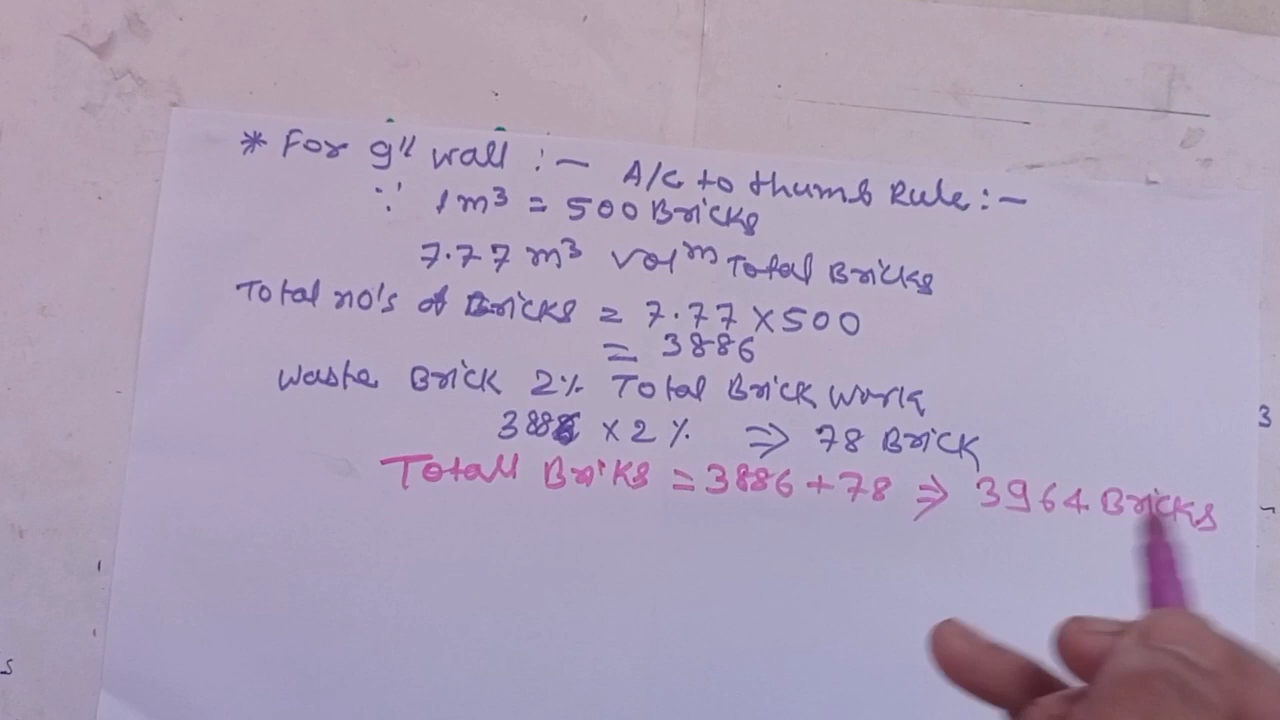 * For 9" wall :- A/C to thumb Rule :-
∵ 1m³ = 500 Bricks
7.77 m³ volᵐ Total Bricks
Total no's of Bricks = 7.77 × 500
= 3886
Waste Brick 2% Total Brick work
3886 × 2% ⇒ 78 Brick
Totall Briks = 3886 + 78 ⇒ 3964 Bricks
3
s